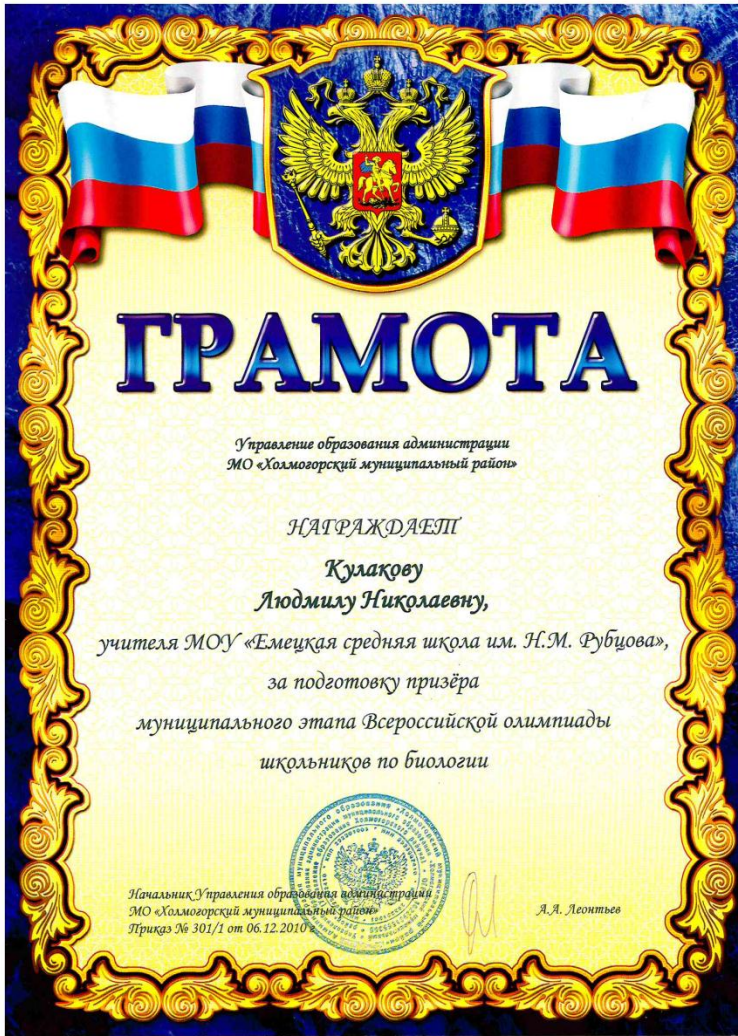 ГРАМОТА
Управление образования администрации
МО «Холмогорский муниципальный район»
НАГРАЖДАЕТ
Кулакову
Людмилу Николаевну,
учителя МОУ «Емецкая средняя школа им. Н.М. Рубцова»,
за подготовку призёра
муниципального этапа Всероссийской олимпиады
школьников по биологии
Начальник Управления образования администрации
МО «Холмогорский муниципальный район»
Приказ № 301/1 от 06.12.2010 г.
А.А. Леонтьев